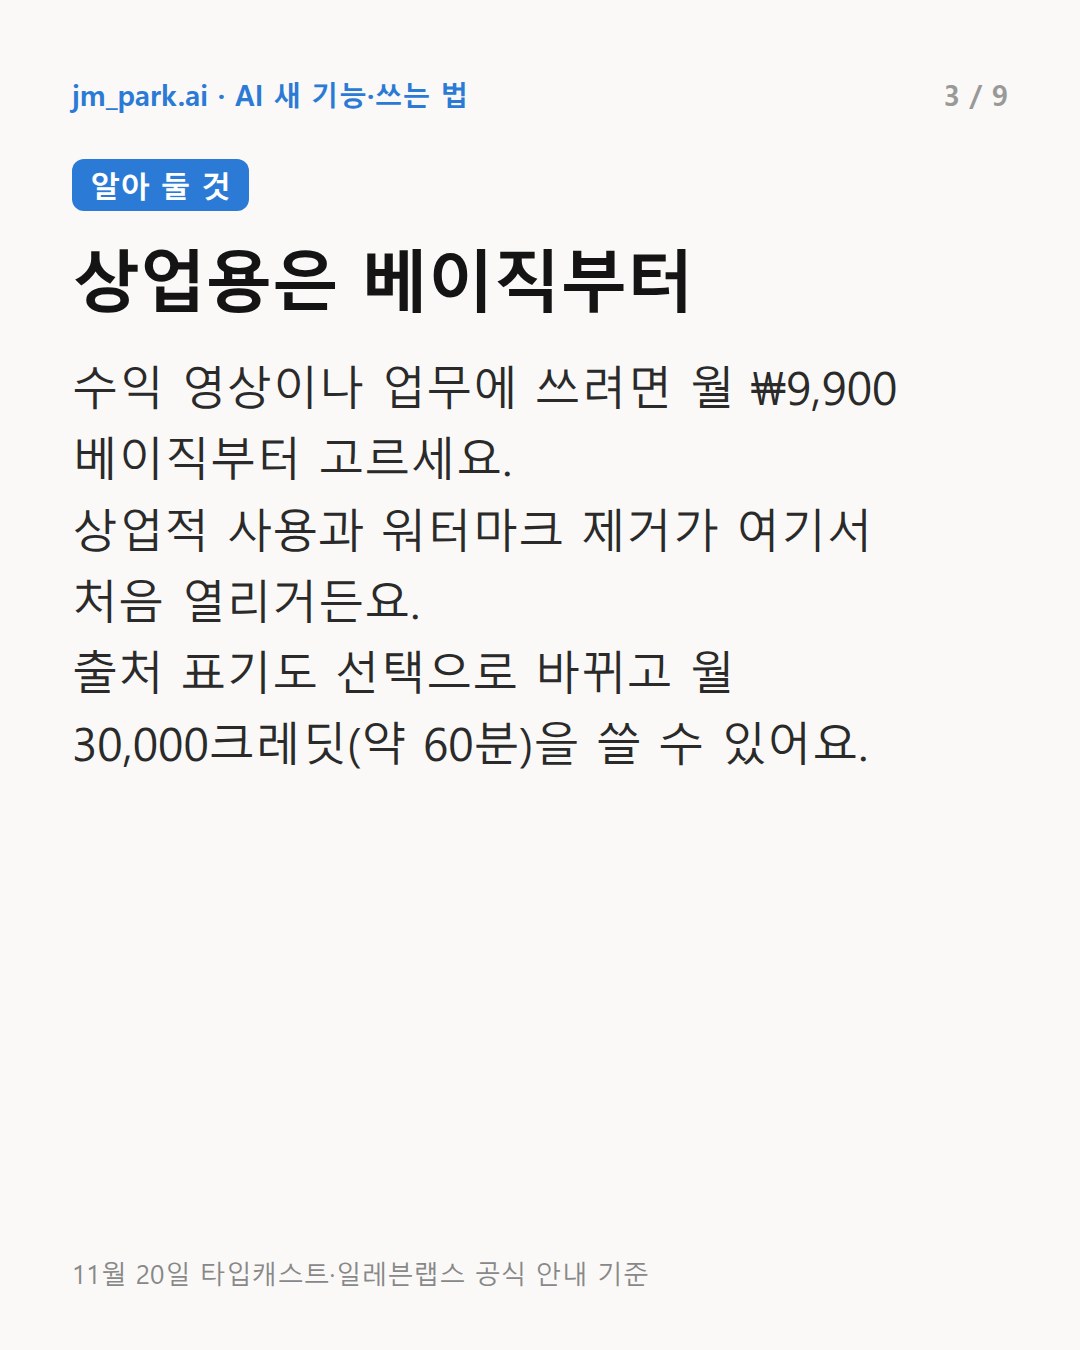 jm_park.ai · AI 새 기능·쓰는 법
3 / 9
알아 둘 것
상업용은 베이직부터
수익 영상이나 업무에 쓰려면 월 ₩9,900
베이직부터 고르세요.
상업적 사용과 워터마크 제거가 여기서
처음 열리거든요.
출처 표기도 선택으로 바뀌고 월
30,000크레딧(약 60분)을 쓸 수 있어요.
11월 20일 타입캐스트·일레븐랩스 공식 안내 기준